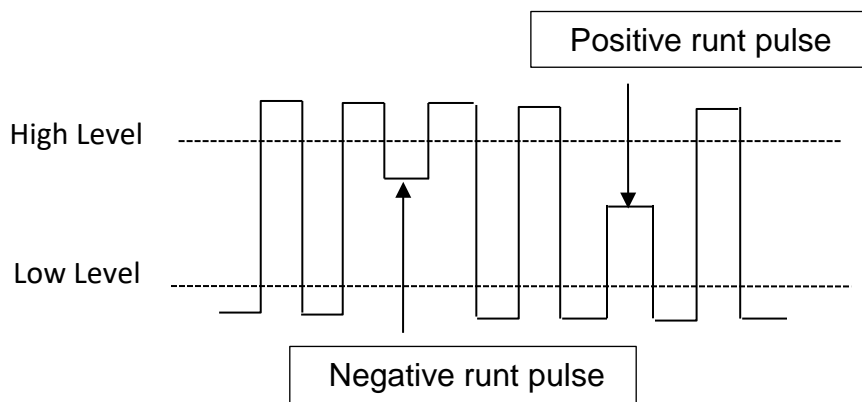 Positive runt pulse
High Level
Low Level
Negative runt pulse